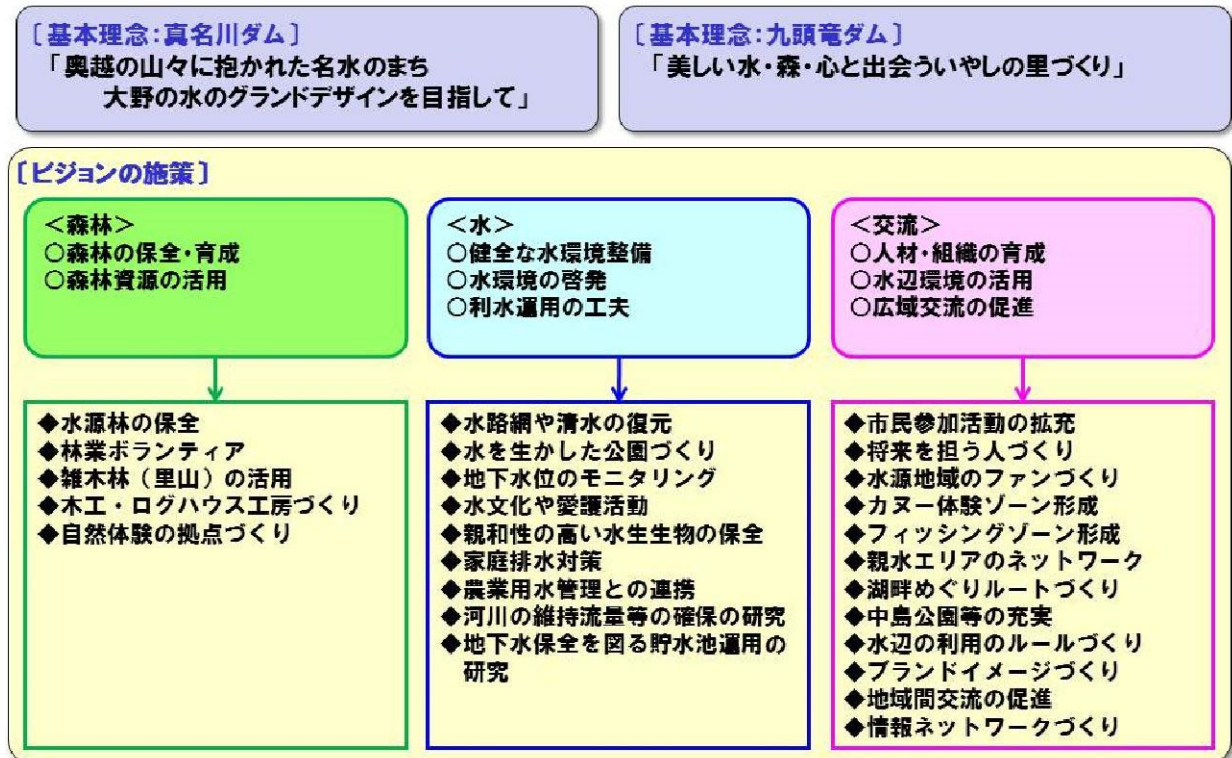 ［基本理念：真名川ダム］
「奥越の山々に抱かれた名水のまち
大野の水のグランドデザインを目指して」
［基本理念：九頭竜ダム］
「美しい水・森・心と出会ういやしの里づくり」
［ビジョンの施策］
＜森林＞
○森林の保全・育成
○森林資源の活用
＜水＞
○健全な水環境整備
○水環境の啓発
○利水運用の工夫
＜交流＞
○人材・組織の育成
○水辺環境の活用
○広域交流の促進
◆水源林の保全
◆林業ボランティア
◆雑木林（里山）の活用
◆木工・ログハウス工房づくり
◆自然体験の拠点づくり
◆水路網や清水の復元
◆水を生かした公園づくり
◆地下水位のモニタリング
◆水文化や愛護活動
◆親和性の高い水生生物の保全
◆家庭排水対策
◆農業用水管理との連携
◆河川の維持流量等の確保の研究
◆地下水保全を図る貯水池運用の
研究
◆市民参加活動の拡充
◆将来を担う人づくり
◆水源地域のファンづくり
◆カヌー体験ゾーン形成
◆フィッシングゾーン形成
◆親水エリアのネットワーク
◆湖畔めぐりルートづくり
◆中島公園等の充実
◆水辺の利用のルールづくり
◆ブランドイメージづくり
◆地域間交流の促進
◆情報ネットワークづくり